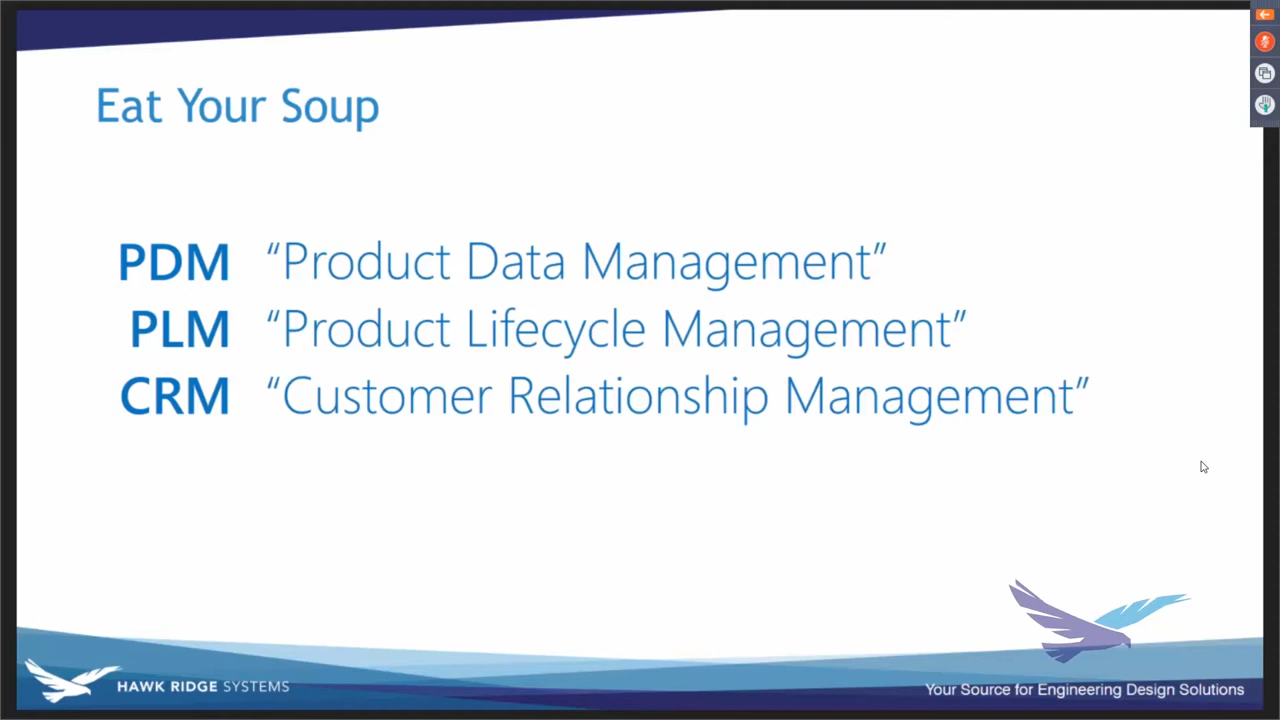 Eat Your Soup
PDM “Product Data Management”
PLM “Product Lifecycle Management”
CRM “Customer Relationship Management”
HAWK RIDGE SYSTEMS
Your Source for Engineering Design Solutions